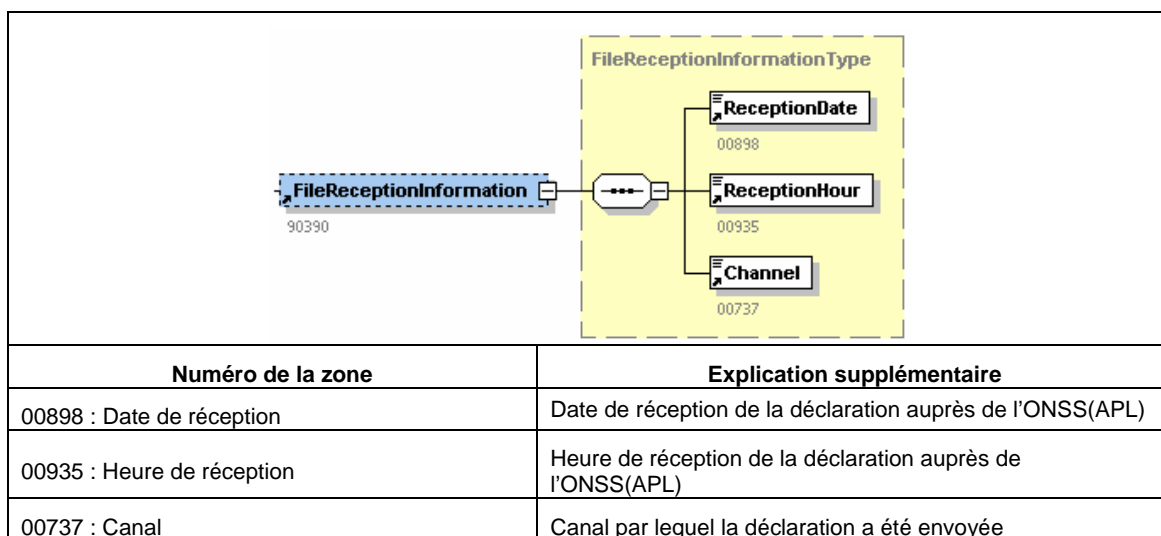 FileReceptionInformationType
ReceptionDate
00898
FileReceptionInformation
90390
ReceptionHour
00935
Channel
00737
Numéro de la zone
Explication supplémentaire
00898 : Date de réception
Date de réception de la déclaration auprès de l'ONSS(APL)
00935 : Heure de réception
Heure de réception de la déclaration auprès de
l'ONSS(APL)
00737 : Canal
Canal par lequel la déclaration a été envoyée